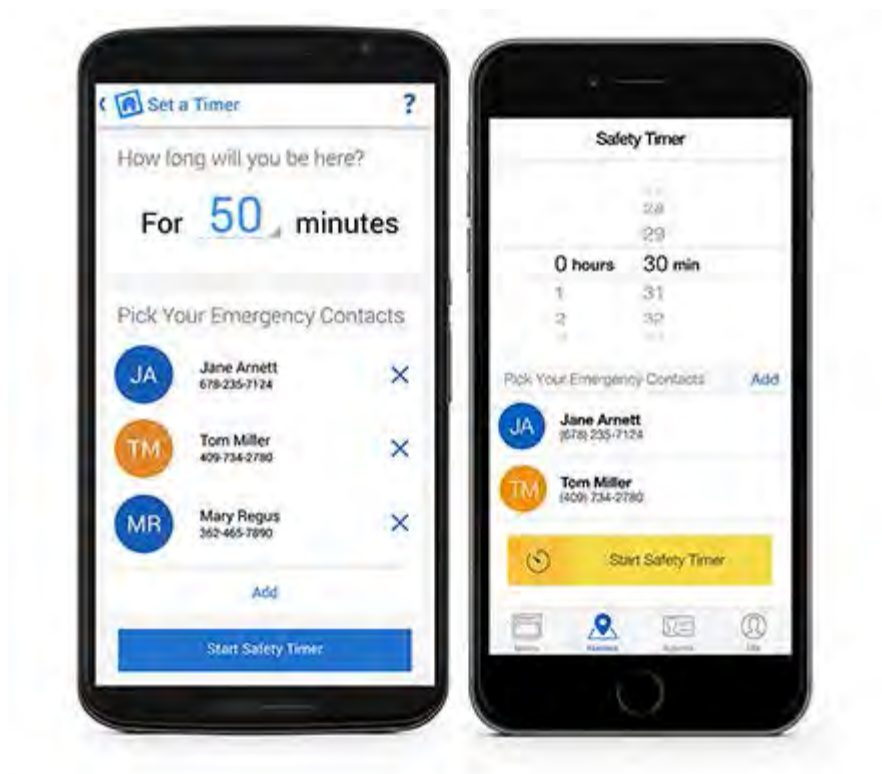 Set a Timer
?
How long will you be here?
For 50 minutes
Pick Your Emergency Contacts
JA
Jane Arnett
678-235-7124
TM
Tom Miller
409-734-2780
MR
Mary Regus
362-465-7890
Add
Start Safety Timer
Safety Timer
28
29
0 hours 30 min
1 31
2 32
Pick Your Emergency Contacts Add
JA
Jane Arnett
(678) 235-7124
TM
Tom Miller
(409) 734-2780
Start Safety Timer